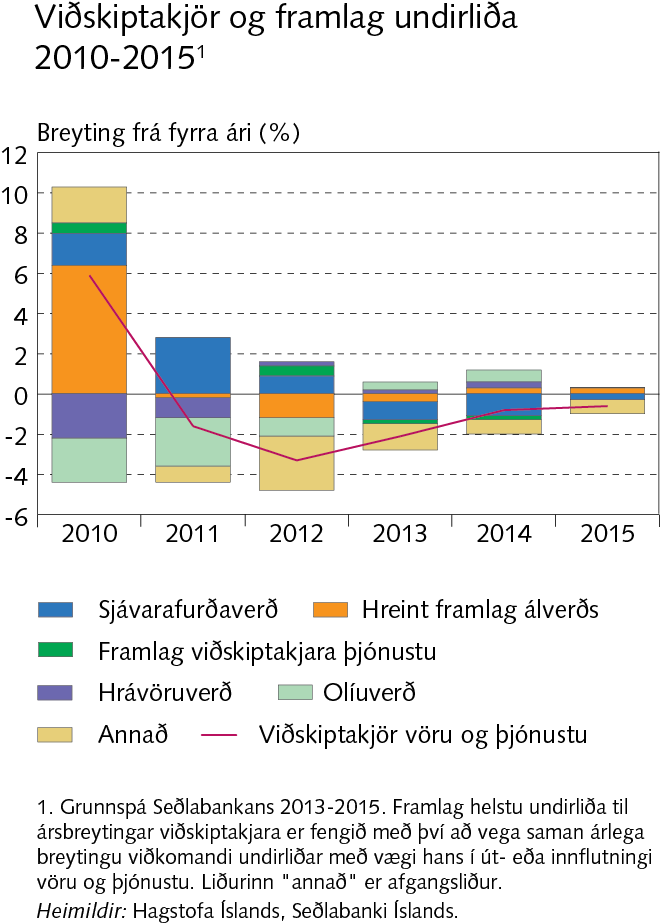 Viðskiptakjör og framlag undirliða
2010-2015¹
Breyting frá fyrra ári (%)
12
10
8
6
4
2
0
-2
-4
-6
2010 2011 2012 2013 2014 2015
Sjávarafurðaverð Hreint framlag álverðs
Framlag viðskiptakjara þjónustu
Hrávöruverð Olíuverð
Annað Viðskiptakjör vöru og þjónustu
1. Grunnspá Seðlabankans 2013-2015. Framlag helstu undirliða til
ársbreytingar viðskiptakjara er fengið með því að vega saman árlega
breytingu viðkomandi undirliðar með vægi hans í út- eða innflutningi
vöru og þjónustu. Liðurinn "annað" er afgangsliður.
Heimildir: Hagstofa Íslands, Seðlabanki Íslands.